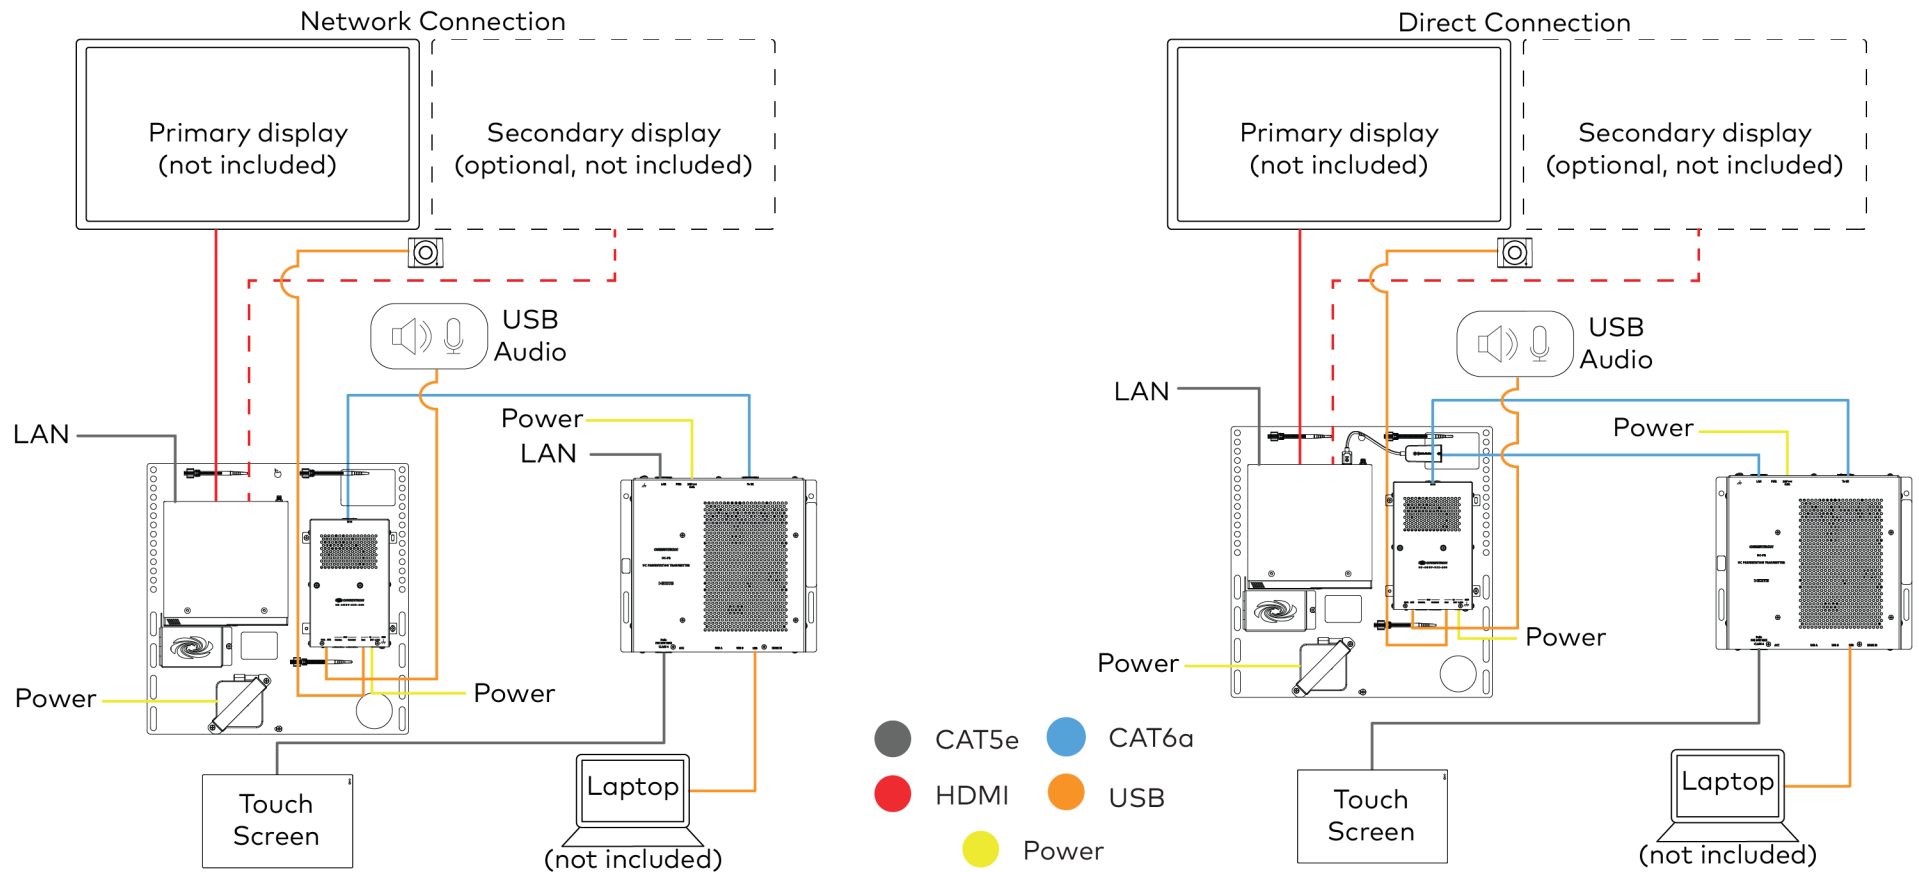 Network Connection
Primary display
(not included)
Secondary display
(optional, not included)
USB
Audio
LAN
Power
LAN
Power
Power
Touch
Screen
Laptop
(not included)
Direct Connection
Primary display
(not included)
Secondary display
(optional, not included)
USB
Audio
LAN
Power
Power
Power
Touch
Screen
Laptop
(not included)
CAT5e
CAT6a
HDMI
USB
Power